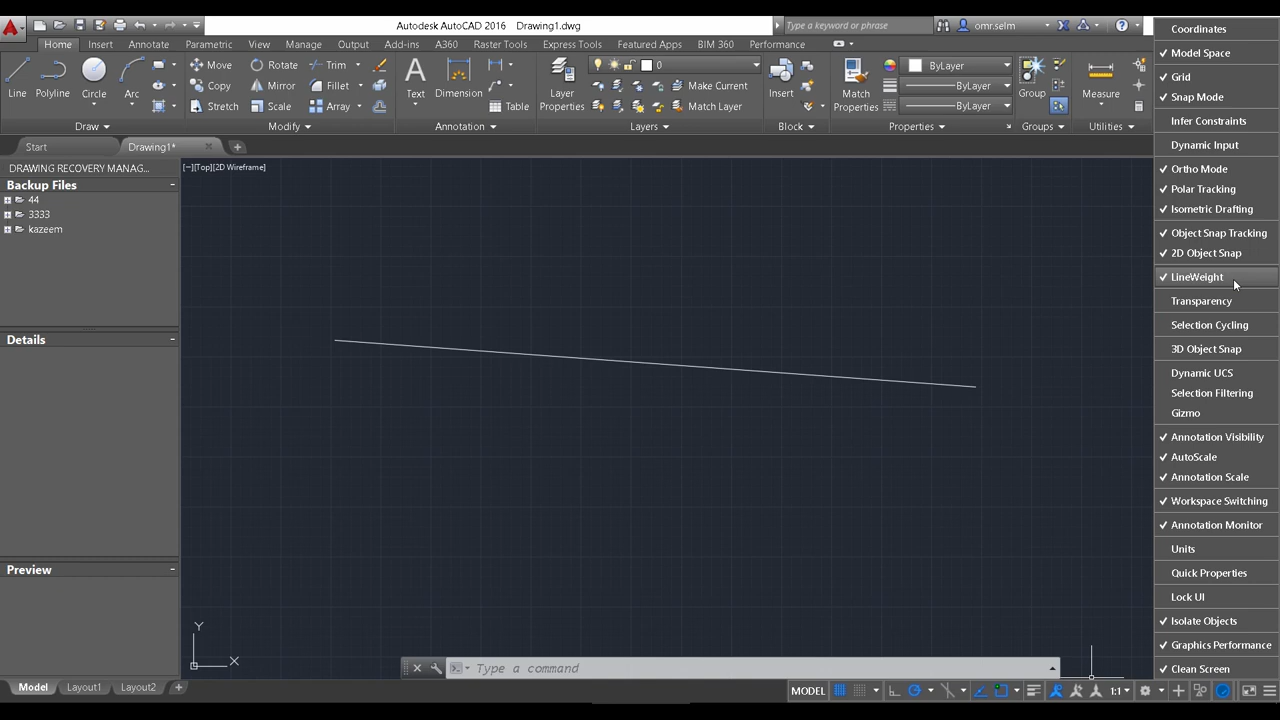 Autodesk AutoCAD 2016 Drawing1.dwg
Type a keyword or phrase
omr.selm
Home Insert Annotate Parametric View Manage Output Add-ins A360 Raster Tools Express Tools Featured Apps BIM 360 Performance
Line Polyline Circle Arc
Move Rotate Trim
Copy Mirror Fillet
Stretch Scale Array
Text Dimension Table
Layer Properties
0
Make Current
Match Layer
Insert
Match Properties
ByLayer
ByLayer
ByLayer
Group
Measure
Draw Modify Annotation Layers Block Properties Groups Utilities
Start Drawing1*
DRAWING RECOVERY MANAG...
Backup Files
44
3333
kazeem
Details
Preview
[−][Top][2D Wireframe]
Y
X
Type a command
Model Layout1 Layout2
MODEL
1:1
Coordinates
Model Space
Grid
Snap Mode
Infer Constraints
Dynamic Input
Ortho Mode
Polar Tracking
Isometric Drafting
Object Snap Tracking
2D Object Snap
LineWeight
Transparency
Selection Cycling
3D Object Snap
Dynamic UCS
Selection Filtering
Gizmo
Annotation Visibility
AutoScale
Annotation Scale
Workspace Switching
Annotation Monitor
Units
Quick Properties
Lock UI
Isolate Objects
Graphics Performance
Clean Screen